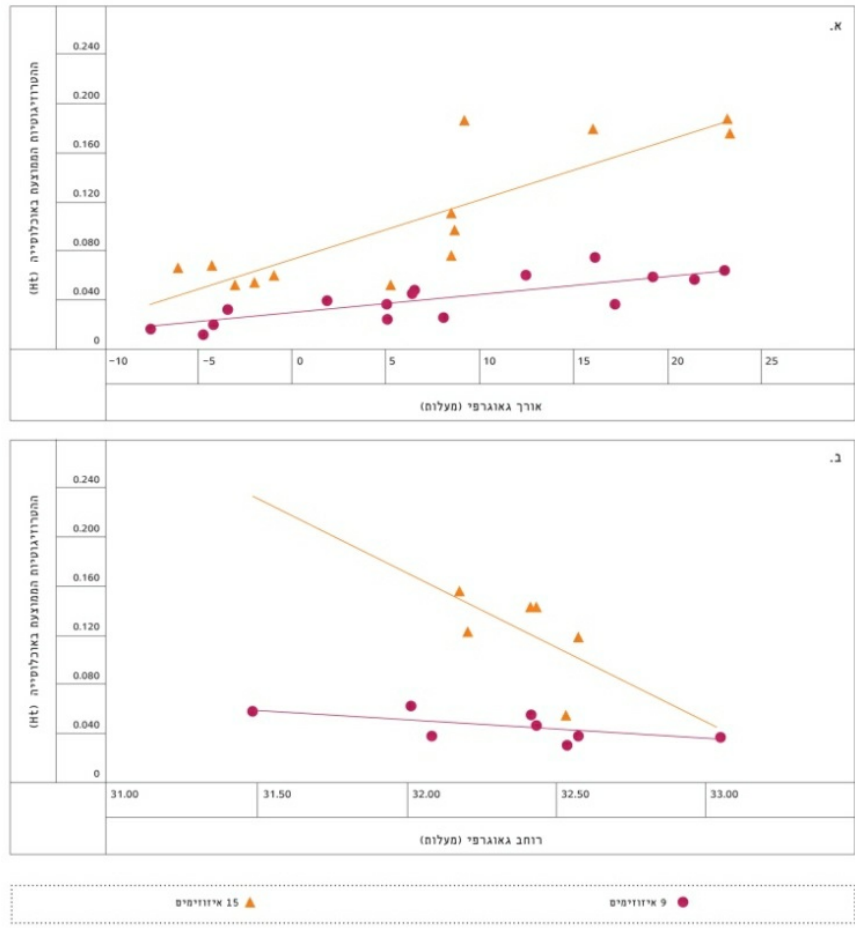 א.
ההטרוזיגוטיות הממוצעת באוכלוסייה (Ht)
0.240
0.200
0.160
0.120
0.080
0.040
0
-10 -5 0 5 10 15 20 25
אורך גאוגרפי (מעלות)
ב.
ההטרוזיגוטיות הממוצעת באוכלוסייה (Ht)
0.240
0.200
0.160
0.120
0.080
0.040
0
31.00 31.50 32.00 32.50 33.00
רוחב גאוגרפי (מעלות)
9 איזוזימים
15 איזוזימים